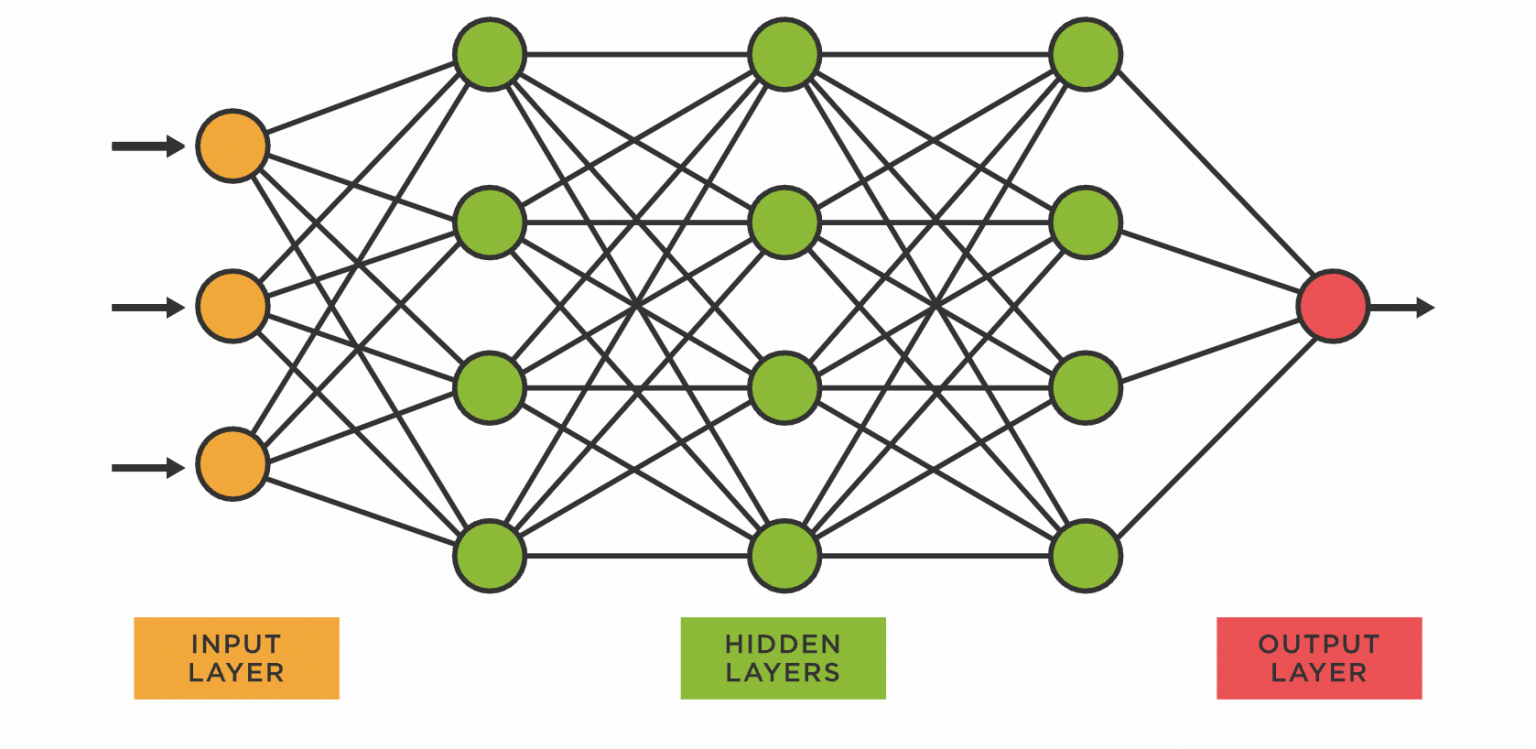 INPUT
LAYER
HIDDEN
LAYERS
OUTPUT
LAYER